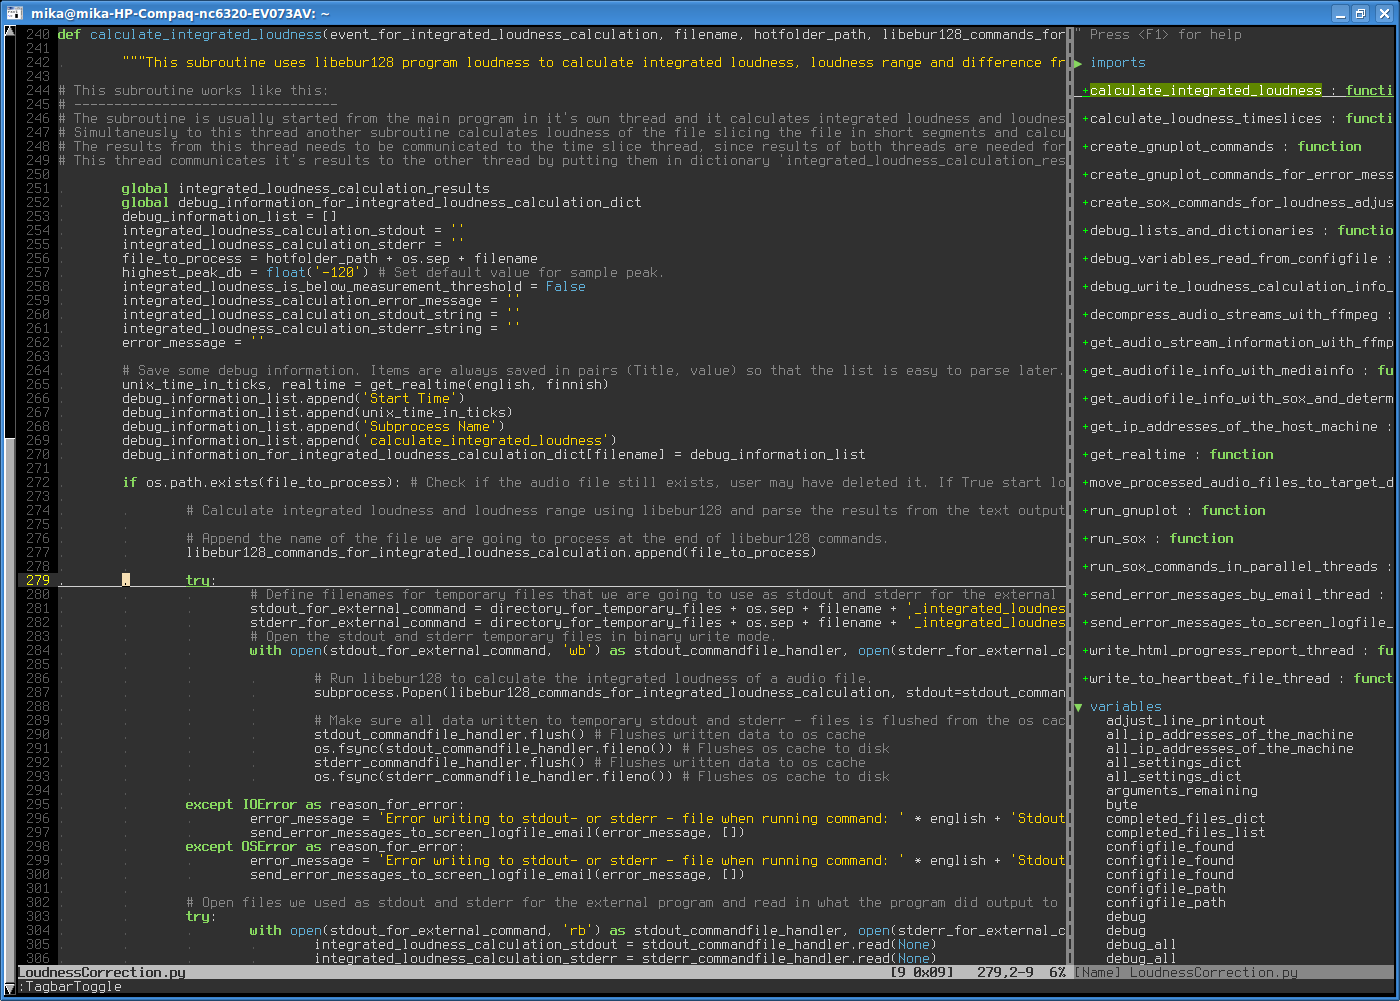 mika@mika-HP-Compaq-nc6320-EV073AV: ~
240 def calculate_integrated_loudness(event_for_integrated_loudness_calculation, filename, hotfolder_path, libebur128_commands_for
241
242 """This subroutine uses libebur128 program loudness to calculate integrated loudness, loudness range and difference fr
243
244 # This subroutine works like this:
245 # ---------------------------------
246 # The subroutine is usually started from the main program in it's own thread and it calculates integrated loudness and loudnes
247 # Simultaneusly to this thread another subroutine calculates loudness of the file slicing the file in short segments and calcu
248 # The results from this thread needs to be communicated to the time slice thread, since results of both threads are needed for
249 # This thread communicates it's results to the other thread by putting them in dictionary 'integrated_loudness_calculation_res
250
251 global integrated_loudness_calculation_results
252 global debug_information_for_integrated_loudness_calculation_dict
253 debug_information_list = []
254 integrated_loudness_calculation_stdout = ''
255 integrated_loudness_calculation_stderr = ''
256 file_to_process = hotfolder_path + os.sep + filename
257 highest_peak_db = float('-120') # Set default value for sample peak.
258 integrated_loudness_is_below_measurement_threshold = False
259 integrated_loudness_calculation_error_message = ''
260 integrated_loudness_calculation_stdout_string = ''
261 integrated_loudness_calculation_stderr_string = ''
262 error_message = ''
263
264 # Save some debug information. Items are always saved in pairs (Title, value) so that the list is easy to parse later.
265 unix_time_in_ticks, realtime = get_realtime(english, finnish)
266 debug_information_list.append('Start Time')
267 debug_information_list.append(unix_time_in_ticks)
268 debug_information_list.append('Subprocess Name')
269 debug_information_list.append('calculate_integrated_loudness')
270 debug_information_for_integrated_loudness_calculation_dict[filename] = debug_information_list
271
272 if os.path.exists(file_to_process): # Check if the audio file still exists, user may have deleted it. If True start lo
273
274 # Calculate integrated loudness and loudness range using libebur128 and parse the results from the text output
275
276 # Append the name of the file we are going to process at the end of libebur128 commands.
277 libebur128_commands_for_integrated_loudness_calculation.append(file_to_process)
278
279 try:
280 # Define filenames for temporary files that we are going to use as stdout and stderr for the external
281 stdout_for_external_command = directory_for_temporary_files + os.sep + filename + '_integrated_loudnes
282 stderr_for_external_command = directory_for_temporary_files + os.sep + filename + '_integrated_loudnes
283 # Open the stdout and stderr temporary files in binary write mode.
284 with open(stdout_for_external_command, 'wb') as stdout_commandfile_handler, open(stderr_for_external_c
285
286 # Run libebur128 to calculate the integrated loudness of a audio file.
287 subprocess.Popen(libebur128_commands_for_integrated_loudness_calculation, stdout=stdout_comman
288
289 # Make sure all data written to temporary stdout and stderr - files is flushed from the os cac
290 stdout_commandfile_handler.flush() # Flushes written data to os cache
291 os.fsync(stdout_commandfile_handler.fileno()) # Flushes os cache to disk
292 stderr_commandfile_handler.flush() # Flushes written data to os cache
293 os.fsync(stderr_commandfile_handler.fileno()) # Flushes os cache to disk
294
295 except IOError as reason_for_error:
296 error_message = 'Error writing to stdout- or stderr - file when running command: ' * english + 'Stdout
297 send_error_messages_to_screen_logfile_email(error_message, [])
298 except OSError as reason_for_error:
299 error_message = 'Error writing to stdout- or stderr - file when running command: ' * english + 'Stdout
300 send_error_messages_to_screen_logfile_email(error_message, [])
301
302 # Open files we used as stdout and stderr for the external program and read in what the program did output to
303 try:
304 with open(stdout_for_external_command, 'rb') as stdout_commandfile_handler, open(stderr_for_external_c
305 integrated_loudness_calculation_stdout = stdout_commandfile_handler.read(None)
306 integrated_loudness_calculation_stderr = stderr_commandfile_handler.read(None)
LoudnessCorrection.py [9 0x09] 279,2-9 6%
:TagbarToggle
" Press <F1> for help
▶ imports
+calculate_integrated_loudness : functi
+calculate_loudness_timeslices : functi
+create_gnuplot_commands : function
+create_gnuplot_commands_for_error_mess
+create_sox_commands_for_loudness_adjus
+debug_lists_and_dictionaries : functio
+debug_variables_read_from_configfile :
+debug_write_loudness_calculation_info_
+decompress_audio_streams_with_ffmpeg :
+get_audio_stream_information_with_ffmp
+get_audiofile_info_with_mediainfo : fu
+get_audiofile_info_with_sox_and_determ
+get_ip_addresses_of_the_host_machine :
+get_realtime : function
+move_processed_audio_files_to_target_d
+run_gnuplot : function
+run_sox : function
+run_sox_commands_in_parallel_threads :
+send_error_messages_by_email_thread :
+send_error_messages_to_screen_logfile_
+write_html_progress_report_thread : fu
+write_to_heartbeat_file_thread : funct
▼ variables
adjust_line_printout
all_ip_addresses_of_the_machine
all_ip_addresses_of_the_machine
all_settings_dict
all_settings_dict
arguments_remaining
byte
completed_files_dict
completed_files_list
configfile_found
configfile_found
configfile_found
configfile_path
configfile_path
debug
debug
debug_all
debug_all
[Name] LoudnessCorrection.py